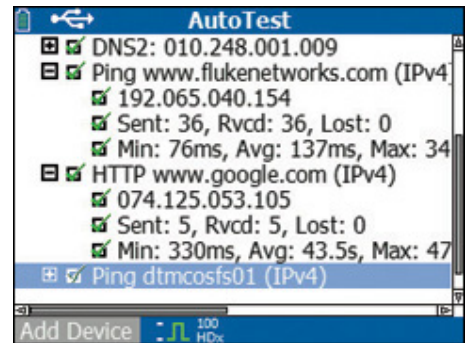 AutoTest
DNS2: 010.248.001.009
Ping www.flukenetworks.com (IPv4
192.065.040.154
Sent: 36, Rvcd: 36, Lost: 0
Min: 76ms, Avg: 137ms, Max: 34
HTTP www.google.com (IPv4)
074.125.053.105
Sent: 5, Rvcd: 5, Lost: 0
Min: 330ms, Avg: 43.5s, Max: 47
Ping dtmcosfs01 (IPv4)
Add Device
100
HDx